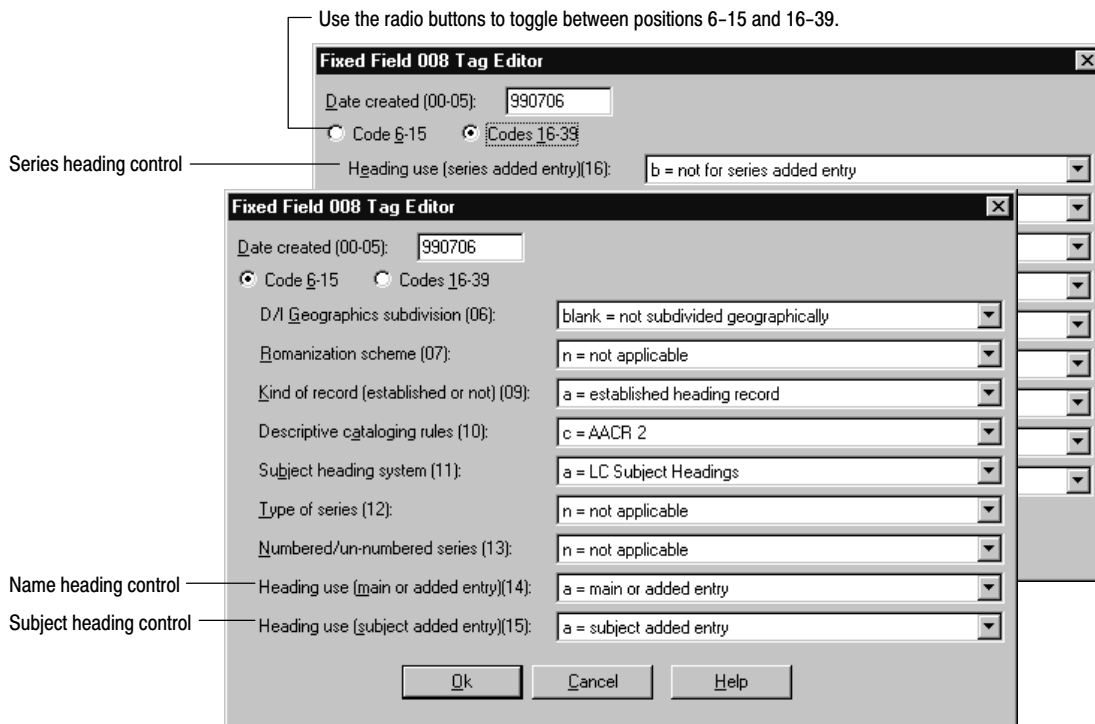 Use the radio buttons to toggle between positions 6–15 and 16–39.
Fixed Field 008 Tag Editor
Date created (00-05): 990706
Code 6-15 Codes 16-39
Series heading control
Heading use (series added entry)(16): b = not for series added entry
Fixed Field 008 Tag Editor
Date created (00-05): 990706
Code 6-15 Codes 16-39
D/I Geographics subdivision (06): blank = not subdivided geographically
Romanization scheme (07): n = not applicable
Kind of record (established or not) (09): a = established heading record
Descriptive cataloging rules (10): c = AACR 2
Subject heading system (11): a = LC Subject Headings
Type of series (12): n = not applicable
Numbered/un-numbered series (13): n = not applicable
Name heading control
Heading use (main or added entry)(14): a = main or added entry
Subject heading control
Heading use (subject added entry)(15): a = subject added entry
Ok Cancel Help